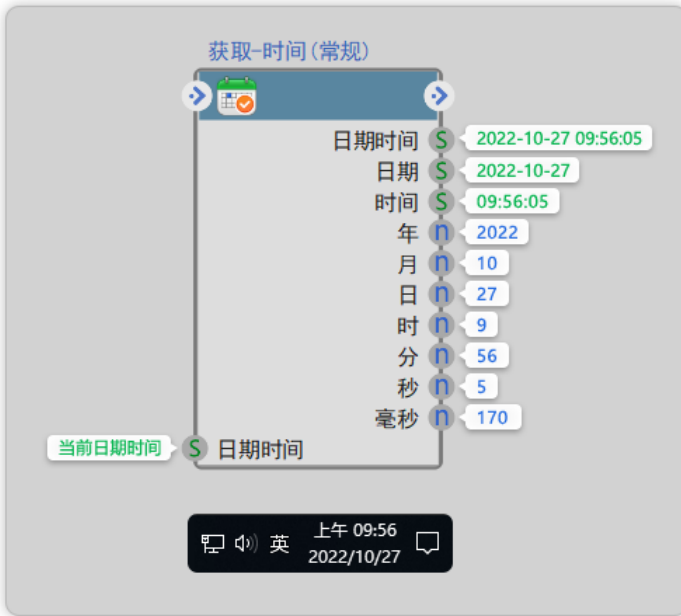 获取-时间(常规)
日期时间 S 2022-10-27 09:56:05
日期 S 2022-10-27
时间 S 09:56:05
年 n 2022
月 n 10
日 n 27
时 n 9
分 n 56
秒 n 5
毫秒 n 170
当前日期时间 S 日期时间
英 上午 09:56
2022/10/27